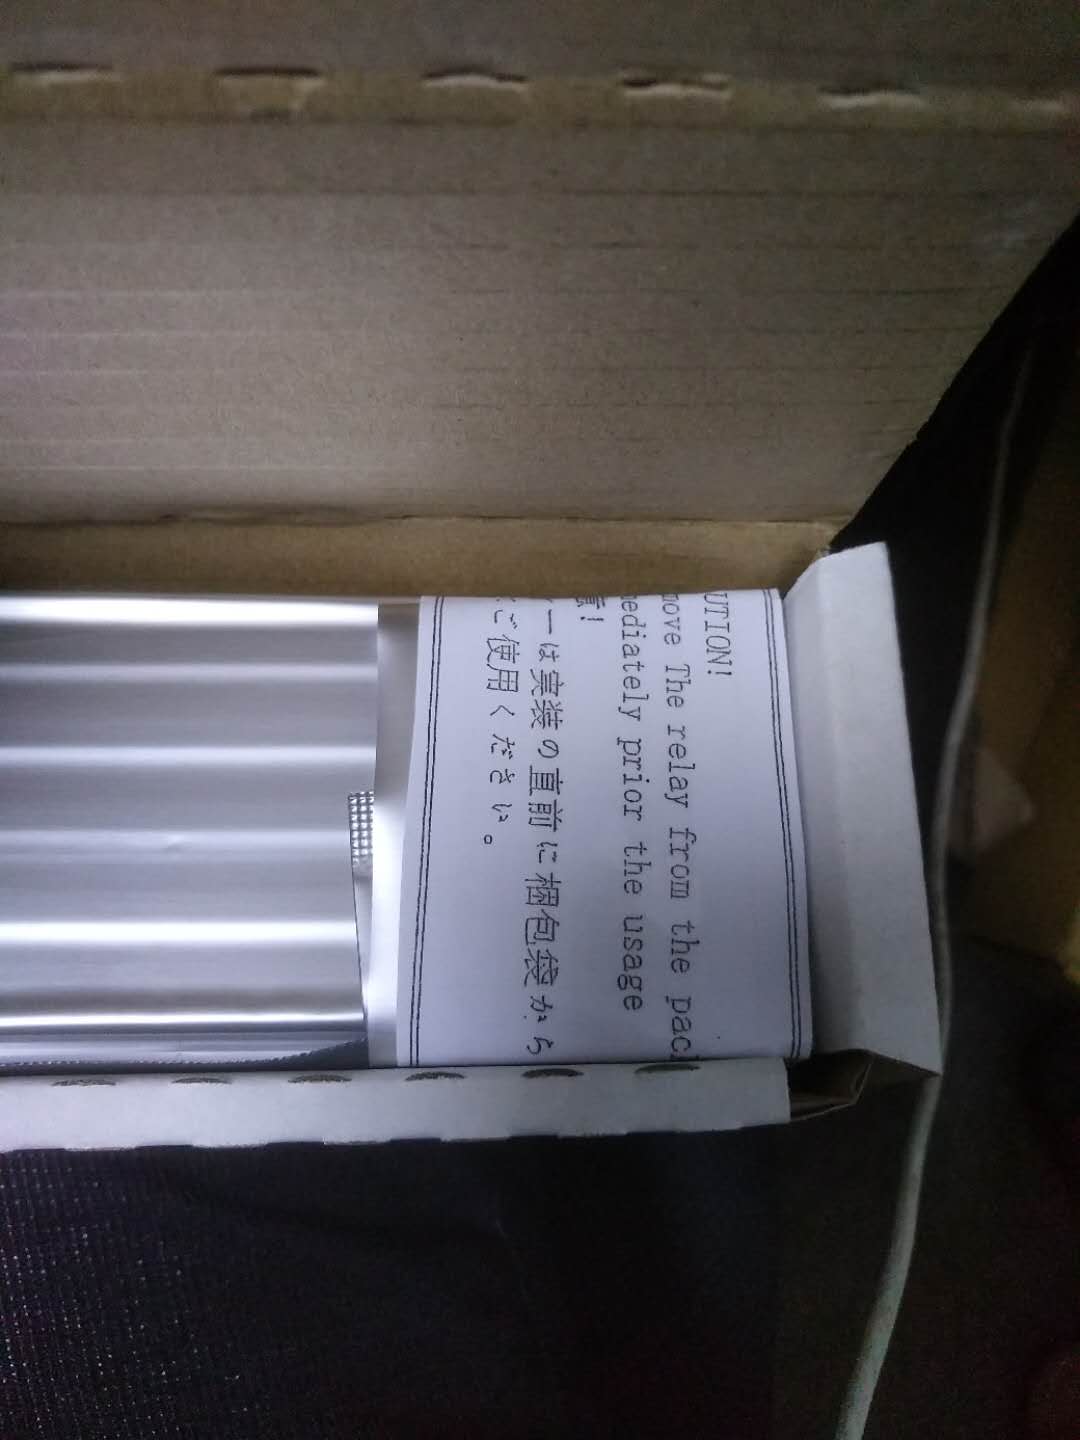 UTION!
move The relay from the pac
mediately prior the usage
意!
ーは実装の直前に梱包袋から
ご使用ください。